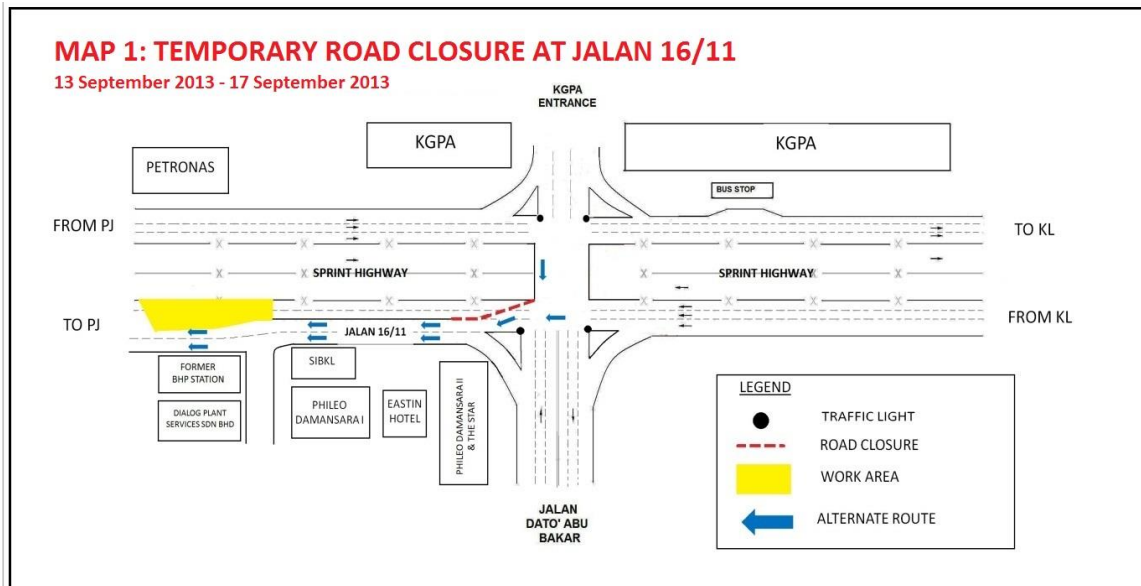 MAP 1: TEMPORARY ROAD CLOSURE AT JALAN 16/11
13 September 2013 - 17 September 2013
KGPA
ENTRANCE
KGPA
KGPA
PETRONAS
BUS STOP
FROM PJ
TO KL
SPRINT HIGHWAY
SPRINT HIGHWAY
TO PJ
JALAN 16/11
FROM KL
FORMER
BHP STATION
SIBKL
DIALOG PLANT
SERVICES SDN BHD
PHILEO
DAMANSARA I
EASTIN
HOTEL
PHILEO DAMANSARA II
& THE STAR
JALAN
DATO' ABU
BAKAR
LEGEND
TRAFFIC LIGHT
ROAD CLOSURE
WORK AREA
ALTERNATE ROUTE